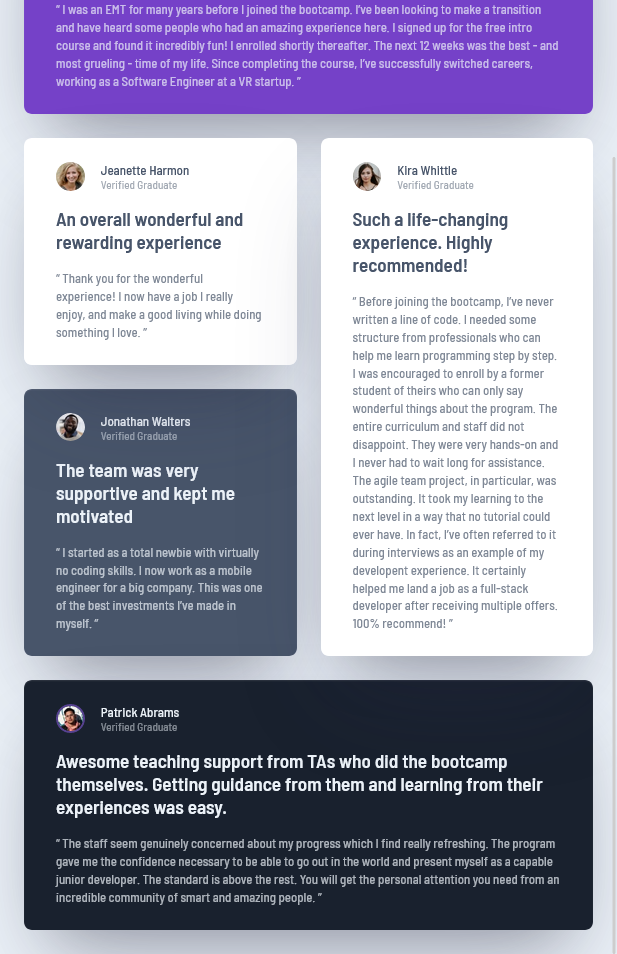 “ I was an EMT for many years before I joined the bootcamp. I’ve been looking to make a transition
and have heard some people who had an amazing experience here. I signed up for the free intro
course and found it incredibly fun! I enrolled shortly thereafter. The next 12 weeks was the best - and
most grueling - time of my life. Since completing the course, I’ve successfully switched careers,
working as a Software Engineer at a VR startup. ”
Jeanette Harmon
Verified Graduate
An overall wonderful and
rewarding experience
“ Thank you for the wonderful
experience! I now have a job I really
enjoy, and make a good living while doing
something I love. ”
Kira Whittle
Verified Graduate
Such a life-changing
experience. Highly
recommended!
“ Before joining the bootcamp, I’ve never
written a line of code. I needed some
structure from professionals who can
help me learn programming step by step.
I was encouraged to enroll by a former
student of theirs who can only say
wonderful things about the program. The
entire curriculum and staff did not
disappoint. They were very hands-on and
I never had to wait long for assistance.
The agile team project, in particular, was
outstanding. It took my learning to the
next level in a way that no tutorial could
ever have. In fact, I’ve often referred to it
during interviews as an example of my
developent experience. It certainly
helped me land a job as a full-stack
developer after receiving multiple offers.
100% recommend! ”
Jonathan Walters
Verified Graduate
The team was very
supportive and kept me
motivated
“ I started as a total newbie with virtually
no coding skills. I now work as a mobile
engineer for a big company. This was one
of the best investments I’ve made in
myself. ”
Patrick Abrams
Verified Graduate
Awesome teaching support from TAs who did the bootcamp
themselves. Getting guidance from them and learning from their
experiences was easy.
“ The staff seem genuinely concerned about my progress which I find really refreshing. The program
gave me the confidence necessary to be able to go out in the world and present myself as a capable
junior developer. The standard is above the rest. You will get the personal attention you need from an
incredible community of smart and amazing people. ”